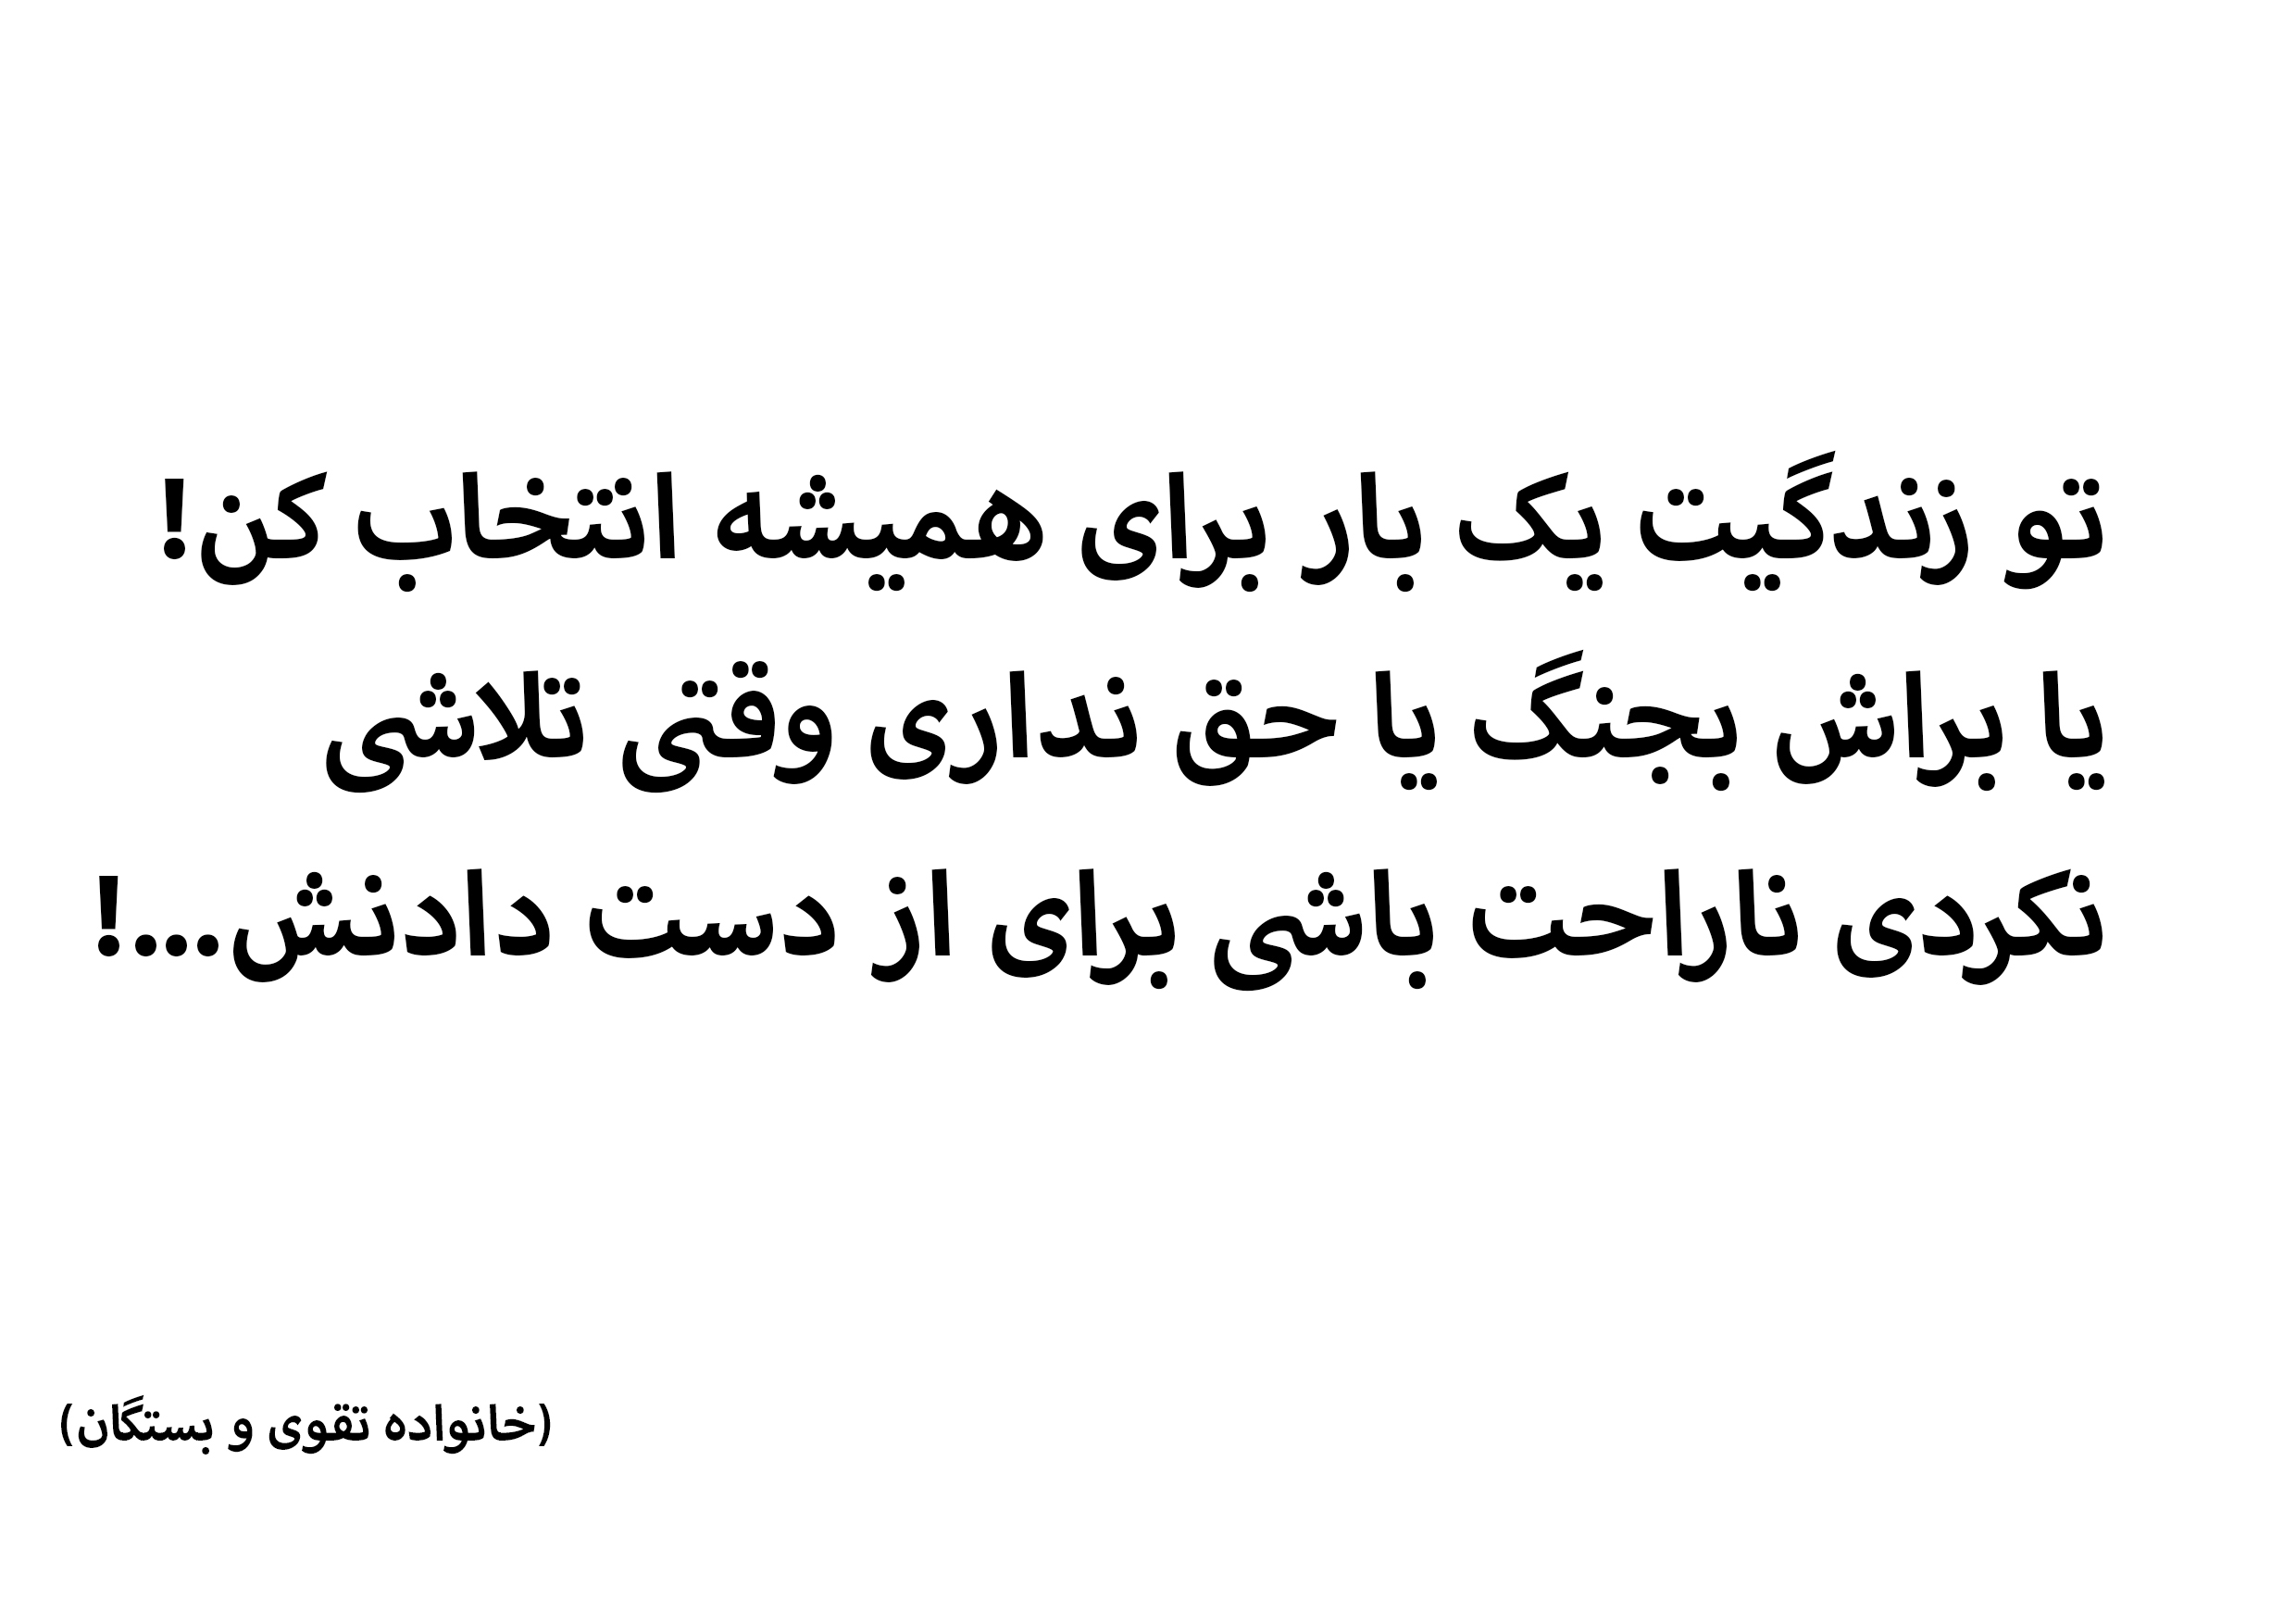 تو زندگیت یک بار برای همیشه انتخاب کن!
یا براش بجنگ یا حق نداری وقتی تلاشی
نکردی ناراحت باشی برای از دست دادنش ...!
(خانواده تقوی و بستگان)